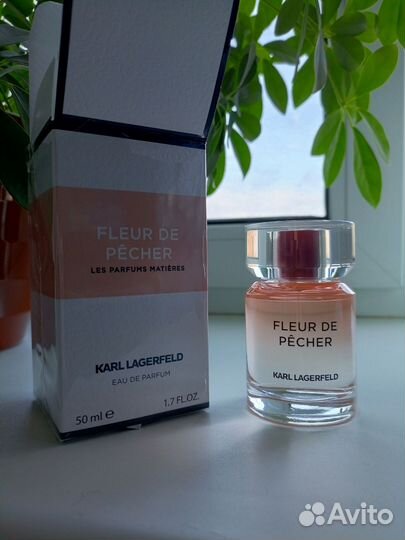 FLEUR DE
PÊCHER
LES PARFUMS MATIÈRES
KARL LAGERFELD
EAU DE PARFUM
50 ml ℮
1.7 FL.OZ.
FLEUR DE
PÊCHER
KARL LAGERFELD
Avito